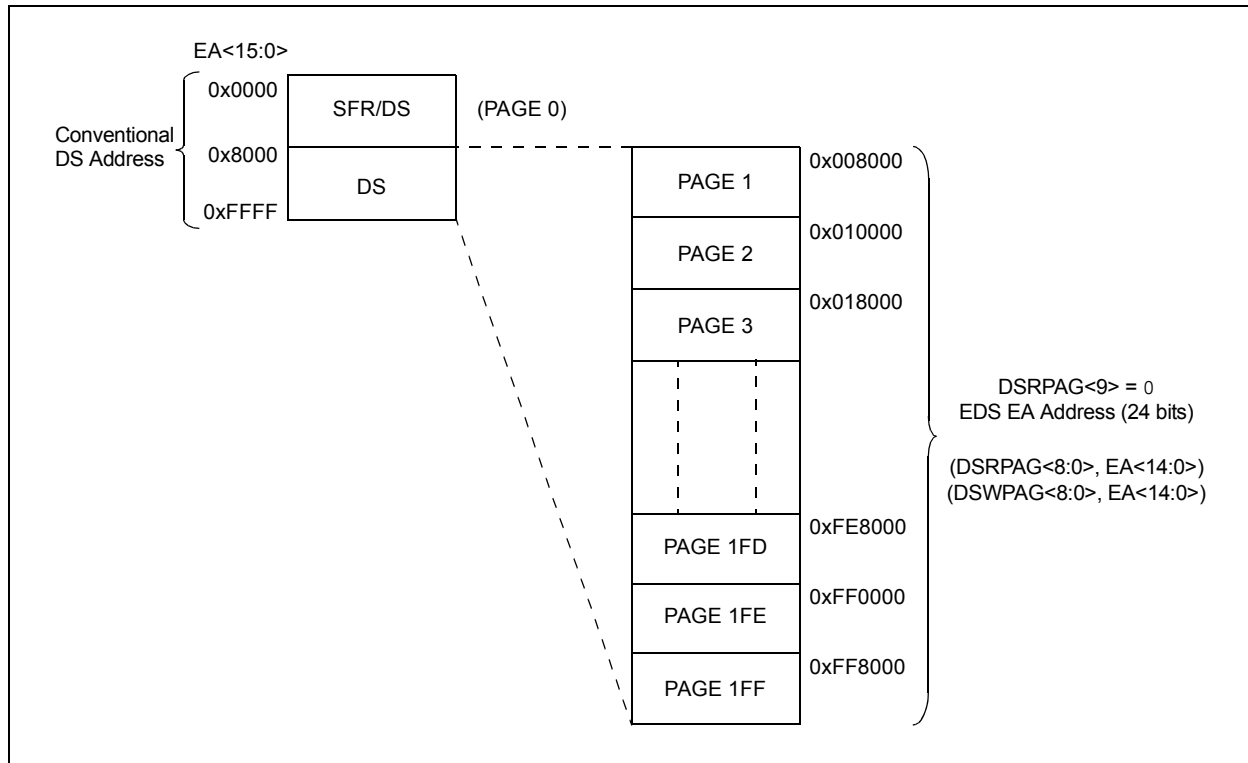 EA<15:0>
0x0000
SFR/DS
(PAGE 0)
Conventional
DS Address
0x8000
DS
0xFFFF
PAGE 1
0x008000
PAGE 2
0x010000
PAGE 3
0x018000
DSRPAG<9> = 0
EDS EA Address (24 bits)
(DSRPAG<8:0>, EA<14:0>)
(DSWPAG<8:0>, EA<14:0>)
PAGE 1FD
0xFE8000
PAGE 1FE
0xFF0000
PAGE 1FF
0xFF8000